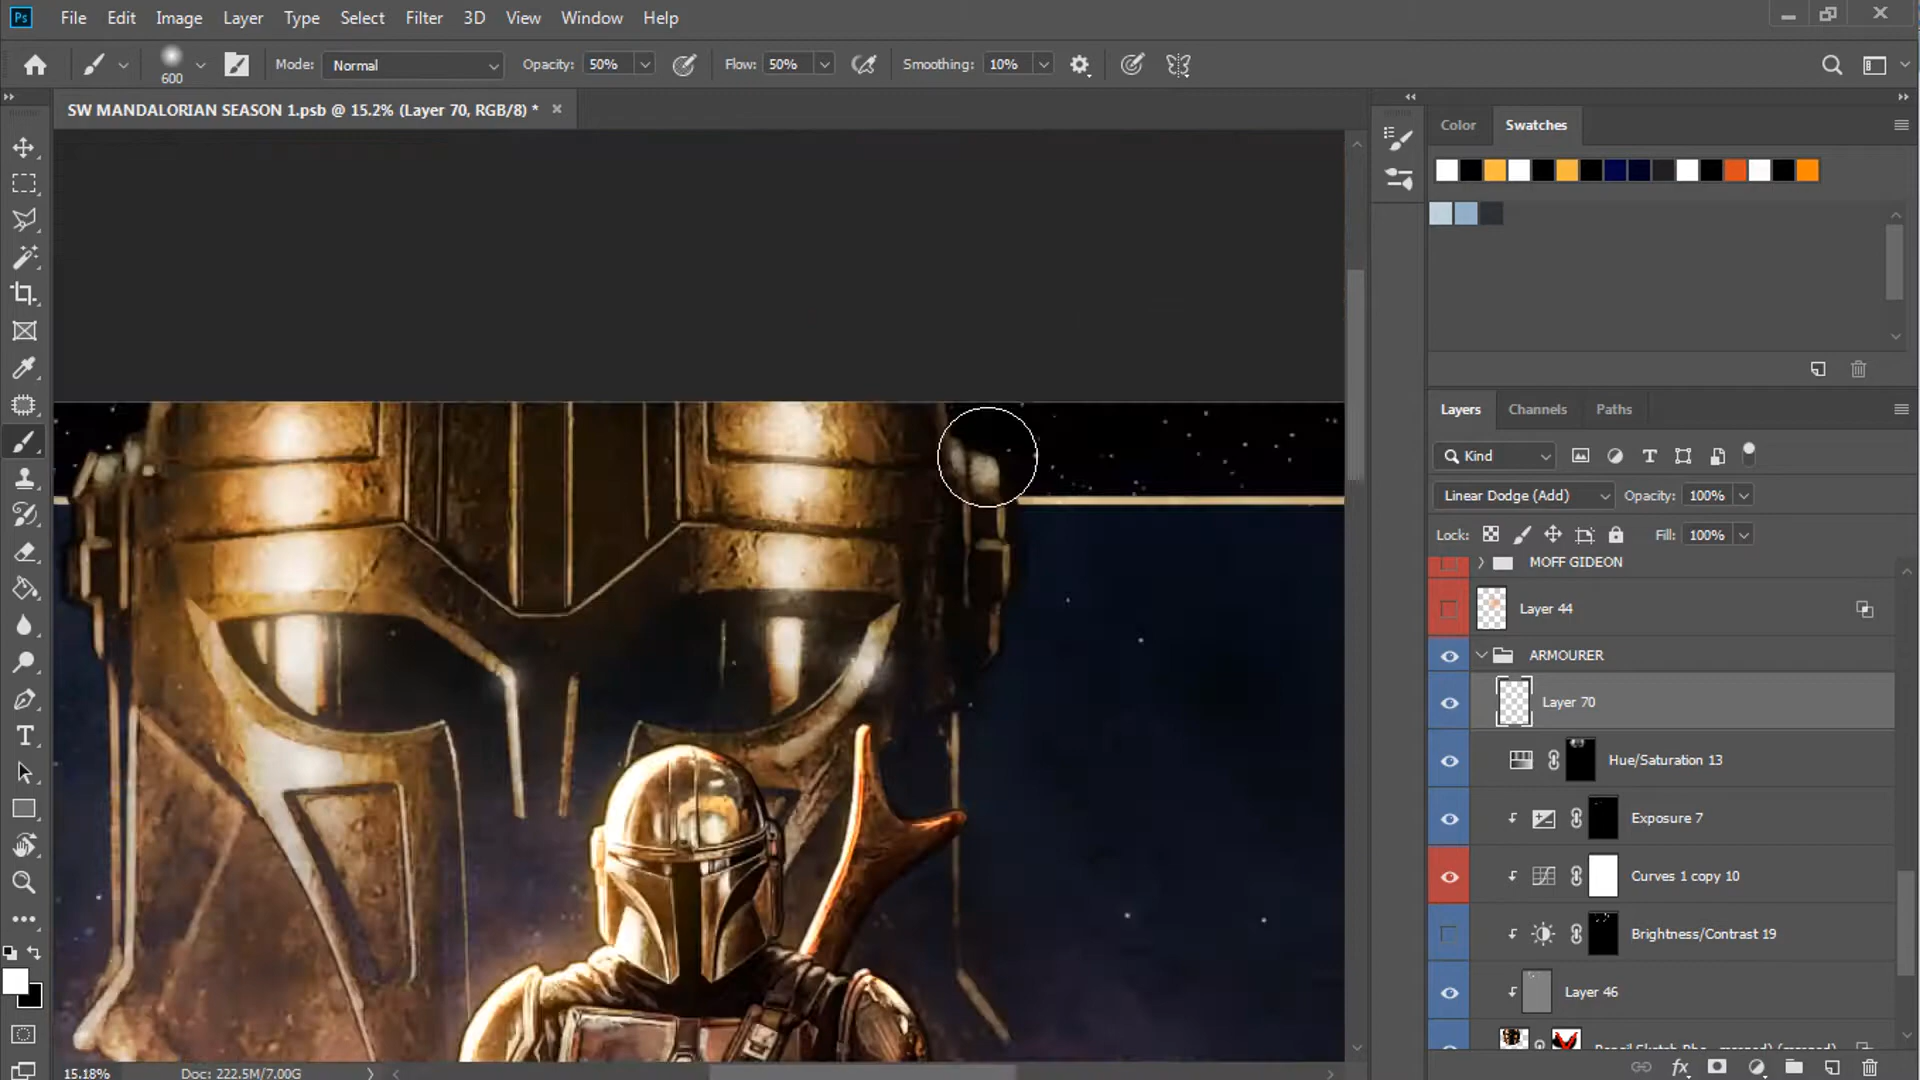 Ps File Edit Image Layer Type Select Filter 3D View Window Help
600 Mode: Normal Opacity: 50% Flow: 50% Smoothing: 10%
SW MANDALORIAN SEASON 1.psb @ 15.2% (Layer 70, RGB/8) *
Color Swatches
Layers Channels Paths
Kind
Linear Dodge (Add) Opacity: 100%
Lock: Fill: 100%
MOFF GIDEON
Layer 44
ARMOURER
Layer 70
Hue/Saturation 13
Exposure 7
Curves 1 copy 10
Brightness/Contrast 19
Layer 46
15.18% Doc: 222.5M/7.00G